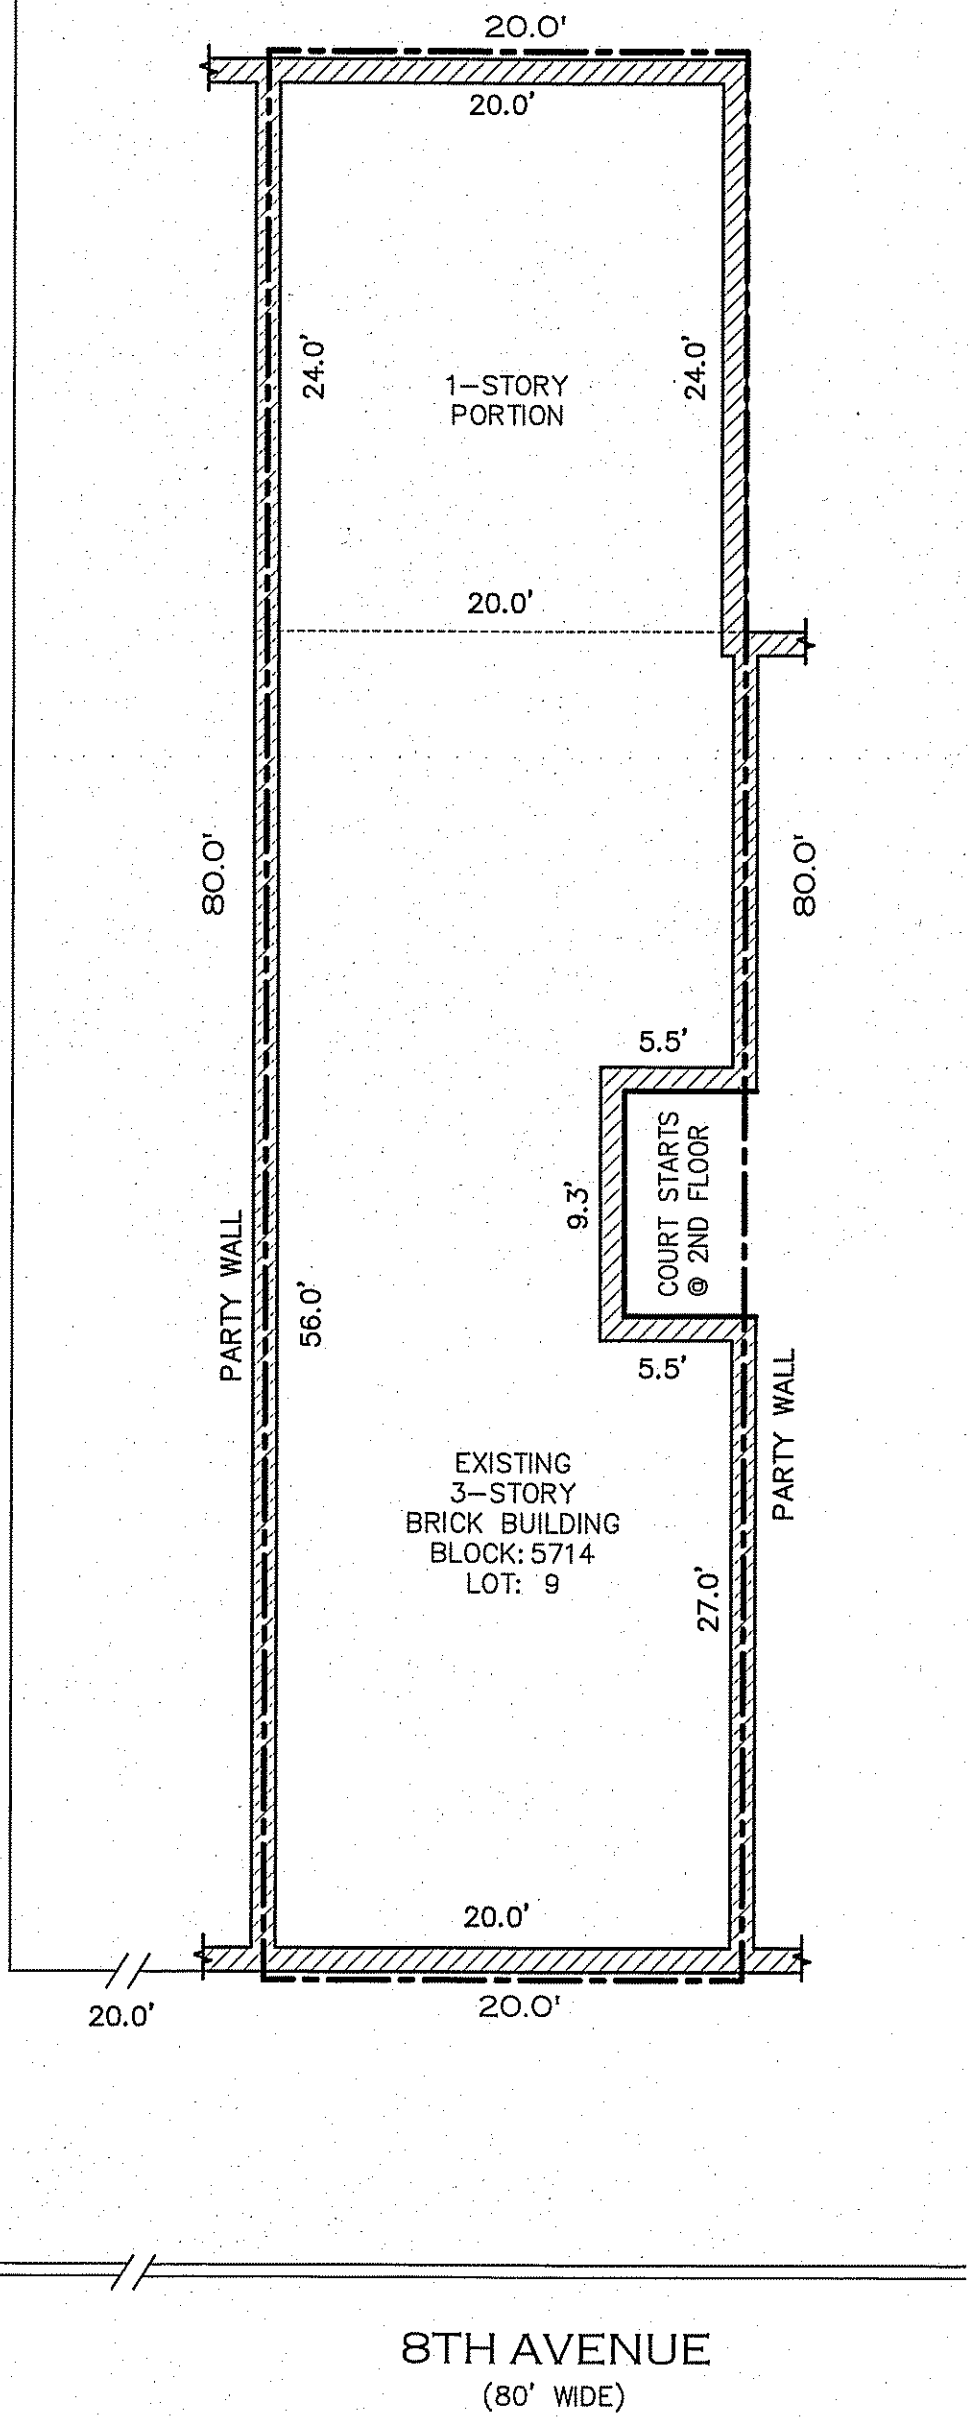 20.0'
20.0'
24.0'
24.0'
1-STORY
PORTION
20.0'
80.0'
80.0'
5.5'
COURT STARTS
@ 2ND FLOOR
9.3'
PARTY WALL
56.0'
5.5'
PARTY WALL
EXISTING
3-STORY
BRICK BUILDING
BLOCK: 5714
LOT: 9
27.0'
20.0'
20.0'
20.0'
8TH AVENUE
(80' WIDE)